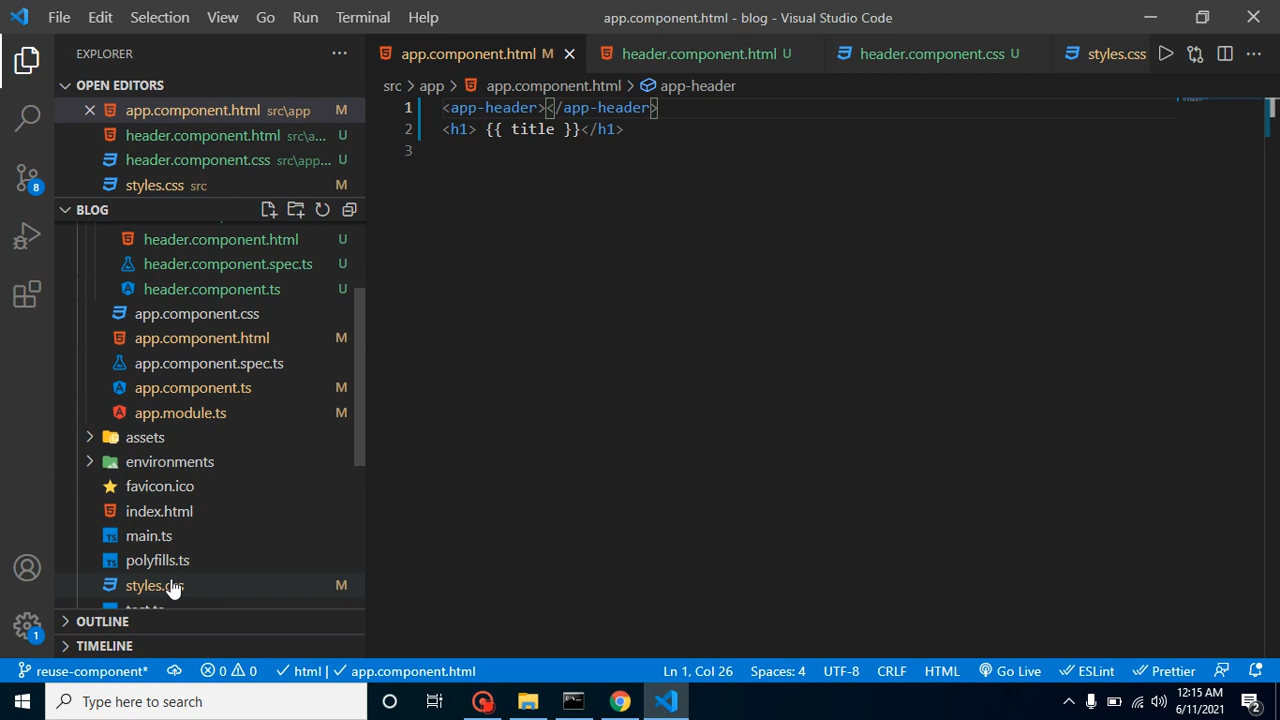 File Edit Selection View Go Run Terminal Help app.component.html - blog - Visual Studio Code
EXPLORER
app.component.html M header.component.html U header.component.css U styles.css
src > app > app.component.html > app-header
OPEN EDITORS
app.component.html src\app M
header.component.html src\a... U
header.component.css src\app... U
styles.css src M
1 <app-header></app-header>
2 <h1> {{ title }}</h1>
3
BLOG
header.component.html U
header.component.spec.ts U
header.component.ts U
app.component.css
app.component.html M
app.component.spec.ts
app.component.ts M
app.module.ts M
assets
environments
favicon.ico
index.html
main.ts
polyfills.ts
styles.css M
test.ts
OUTLINE
TIMELINE
8
1
reuse-component* 0 0 html | app.component.html Ln 1, Col 26 Spaces: 4 UTF-8 CRLF HTML Go Live ESLint Prettier
Type here to search
12:15 AM
6/11/2021
2